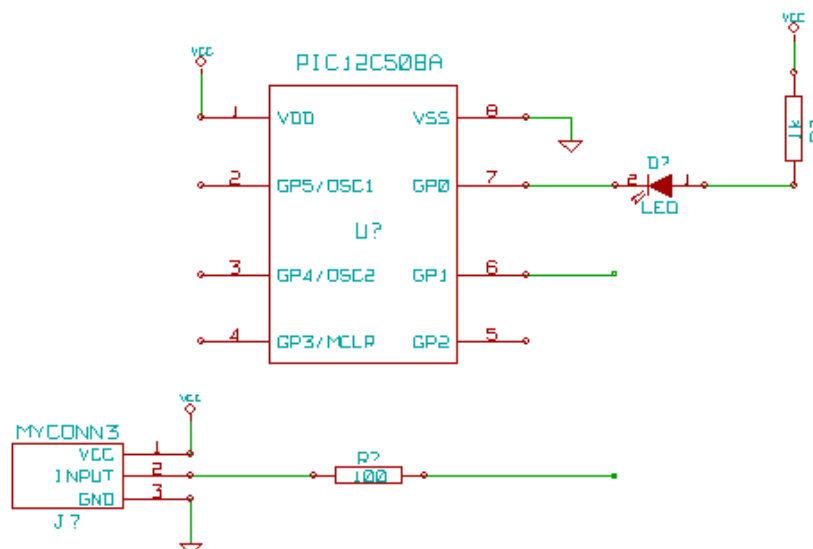 VCC
VCC
PIC12C508A
1 VDD VSS 8
1k
D?
2 GP5/OSC1 GP0 7
2 1
LED
U?
3 GP4/OSC2 GP1 6
4 GP3/MCLR GP2 5
VCC
MYCONN3
VCC 1
R?
INPUT 2
100
GND 3
J?